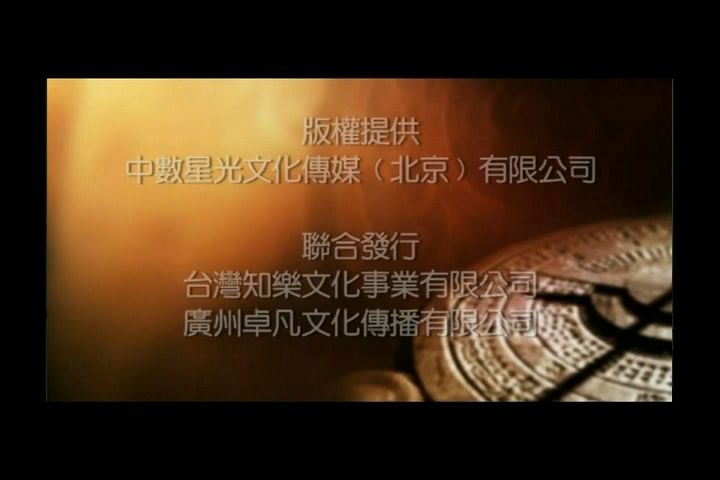 版權提供
中數星光文化傳媒（北京）有限公司
聯合發行
台灣知樂文化事業有限公司
廣州卓凡文化傳播有限公司